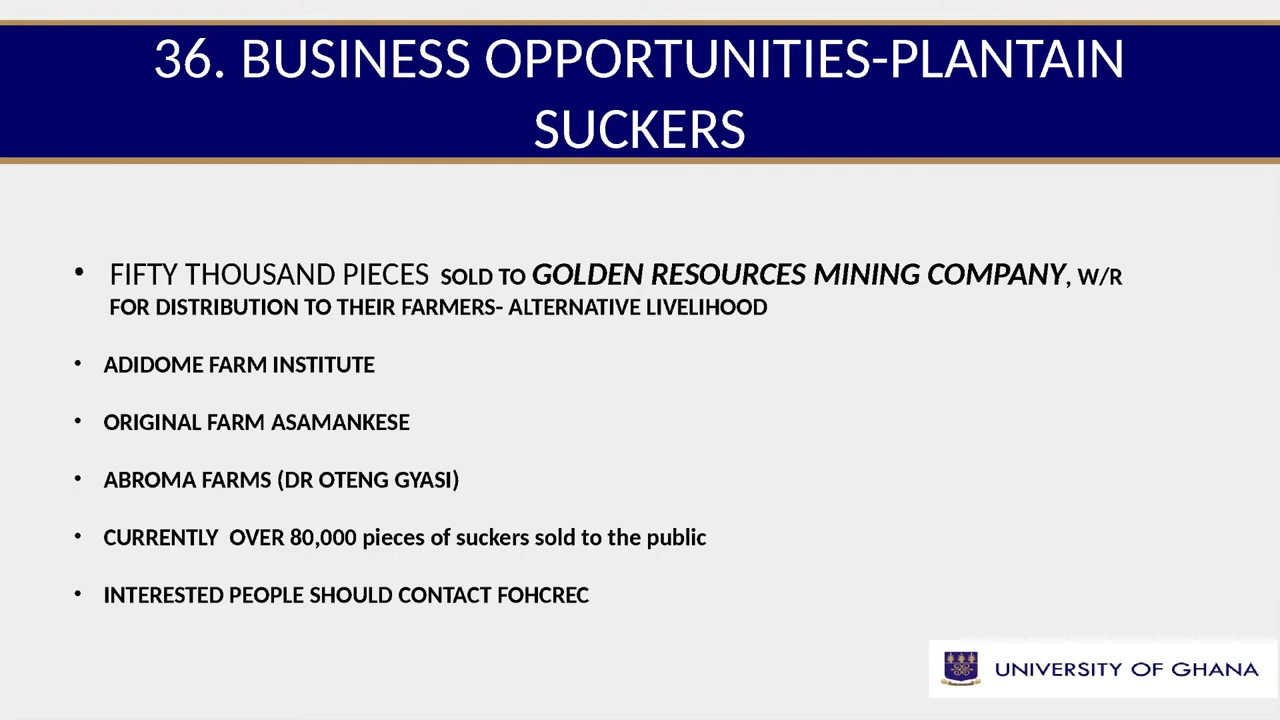 36. BUSINESS OPPORTUNITIES-PLANTAIN
SUCKERS
• FIFTY THOUSAND PIECES SOLD TO GOLDEN RESOURCES MINING COMPANY, W/R
FOR DISTRIBUTION TO THEIR FARMERS- ALTERNATIVE LIVELIHOOD
• ADIDOME FARM INSTITUTE
• ORIGINAL FARM ASAMANKESE
• ABROMA FARMS (DR OTENG GYASI)
• CURRENTLY OVER 80,000 pieces of suckers sold to the public
• INTERESTED PEOPLE SHOULD CONTACT FOHCREC
UNIVERSITY OF GHANA